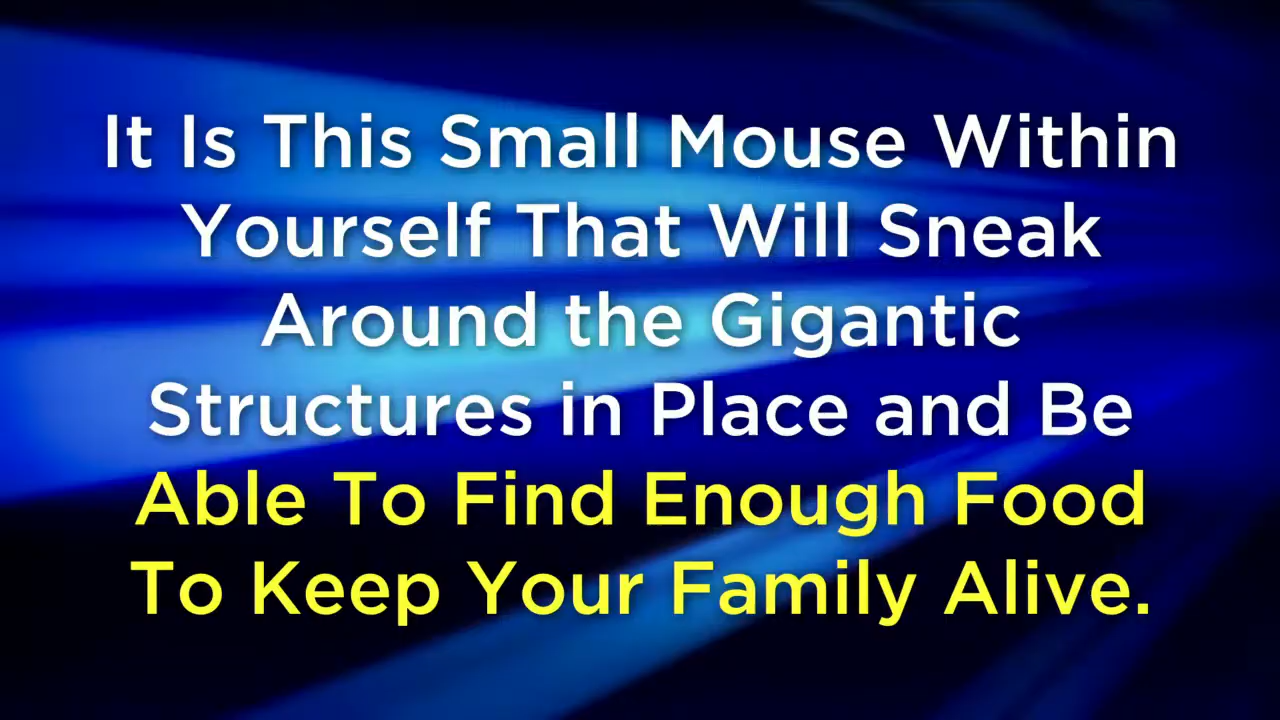 It Is This Small Mouse Within
Yourself That Will Sneak
Around the Gigantic
Structures in Place and Be
Able To Find Enough Food
To Keep Your Family Alive.